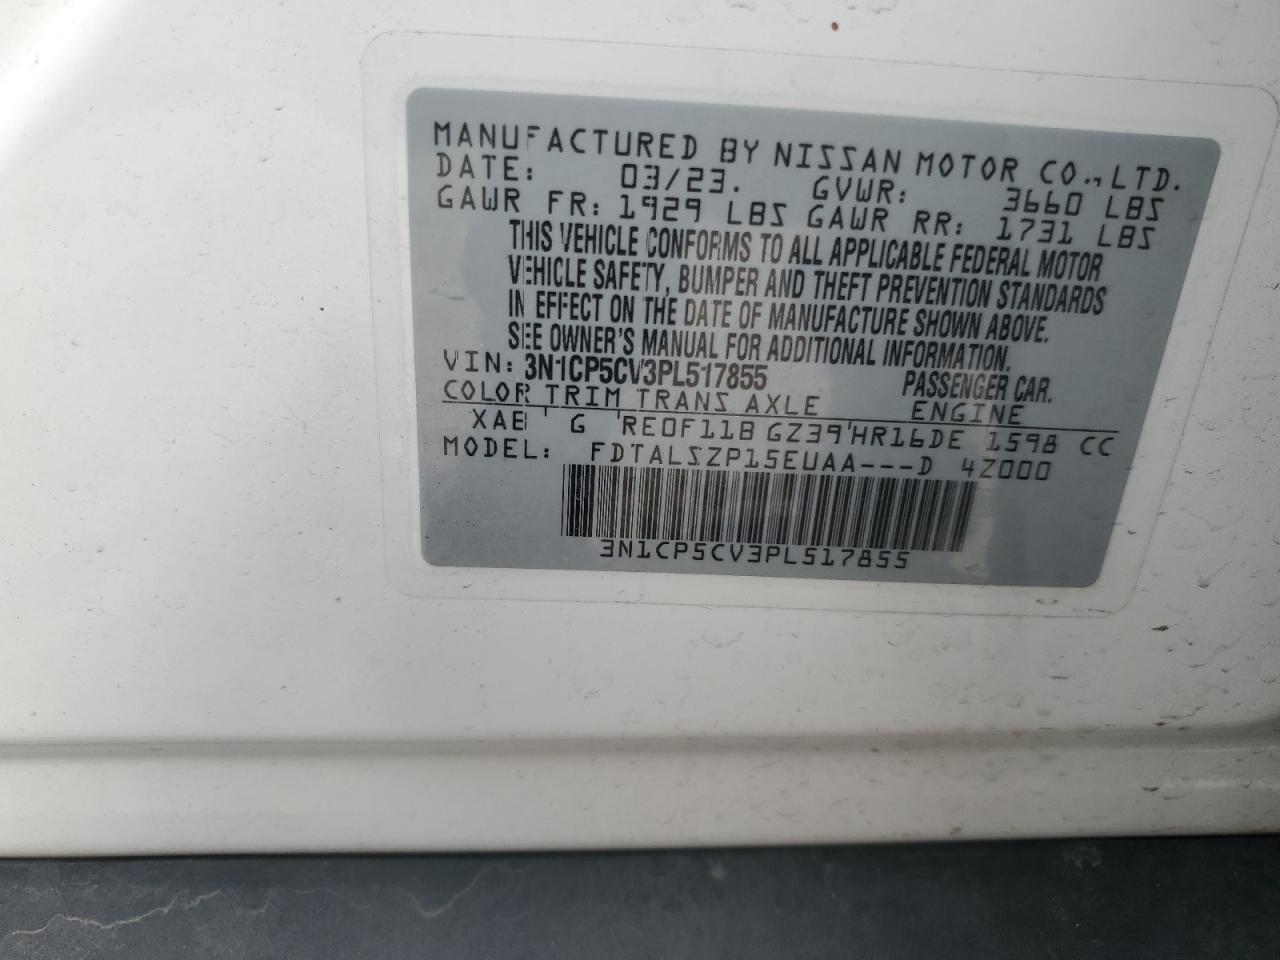 MANUFACTURED BY NISSAN MOTOR CO., LTD.
DATE: 03/23. GVWR: 3660 LBS
GAWR FR: 1929 LBS GAWR RR: 1731 LBS
THIS VEHICLE CONFORMS TO ALL APPLICABLE FEDERAL MOTOR
VEHICLE SAFETY, BUMPER AND THEFT PREVENTION STANDARDS
IN EFFECT ON THE DATE OF MANUFACTURE SHOWN ABOVE.
SEE OWNER'S MANUAL FOR ADDITIONAL INFORMATION.
VIN: 3N1CP5CV3PL517855 PASSENGER CAR.
COLOR TRIM TRANS AXLE ENGINE
XAB G RE0F11B GZ39 HR16DE 1598 CC
MODEL: FDTALSZP15EUAA---D 4Z000
3N1CP5CV3PL517855